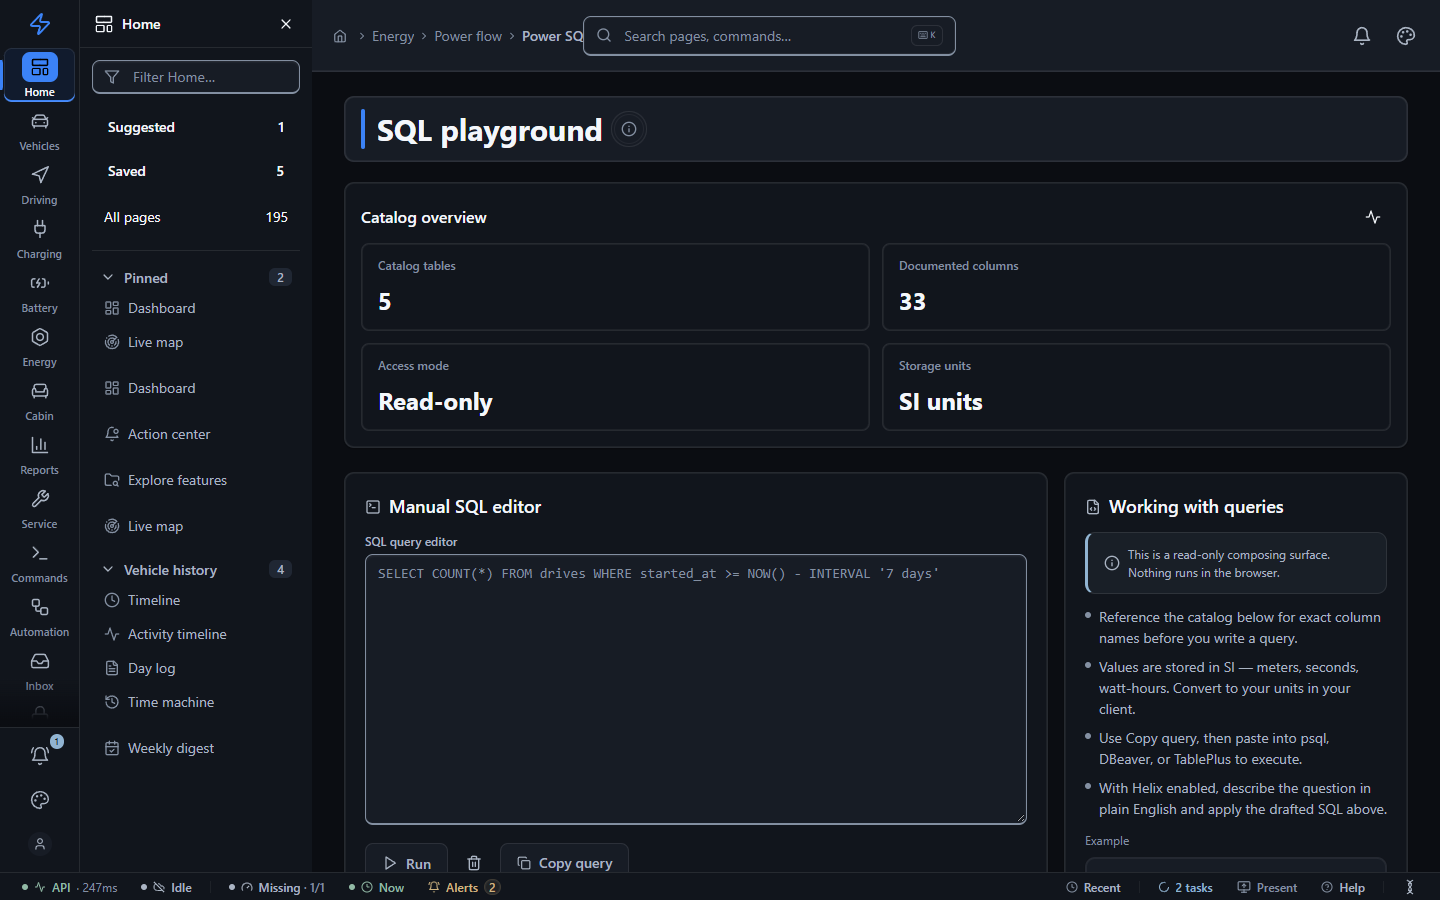 Home
Vehicles
Driving
Charging
Battery
Energy
Cabin
Reports
Service
Commands
Automation
Inbox
1
Home
Filter Home...
Suggested 1
Saved 5
All pages 195
Pinned 2
Dashboard
Live map
Dashboard
Action center
Explore features
Live map
Vehicle history 4
Timeline
Activity timeline
Day log
Time machine
Weekly digest
Energy > Power flow > Power SQ
Search pages, commands... K
SQL playground
Catalog overview
Catalog tables
5
Documented columns
33
Access mode
Read-only
Storage units
SI units
Manual SQL editor
SQL query editor
SELECT COUNT(*) FROM drives WHERE started_at >= NOW() - INTERVAL '7 days'
Run
Copy query
Working with queries
This is a read-only composing surface.
Nothing runs in the browser.
Reference the catalog below for exact column
names before you write a query.
Values are stored in SI — meters, seconds,
watt-hours. Convert to your units in your
client.
Use Copy query, then paste into psql,
DBeaver, or TablePlus to execute.
With Helix enabled, describe the question in
plain English and apply the drafted SQL above.
Example
API · 247ms
Idle
Missing · 1/1
Now
Alerts 2
Recent
2 tasks
Present
Help